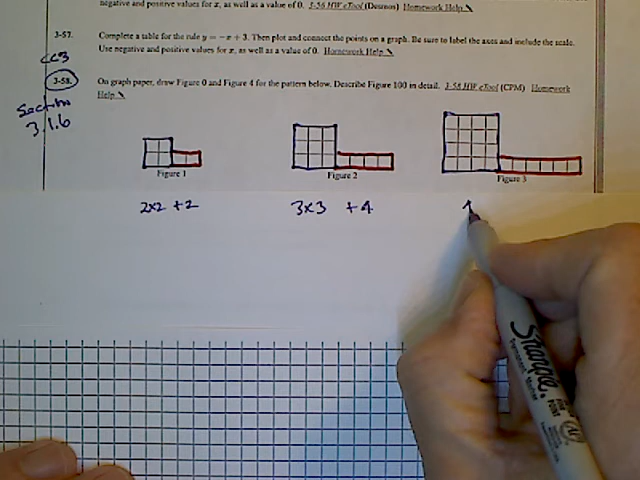 negative and positive values for x, as well as a value of 0. 3-56 HW eTool (Desmos) Homework Help ✎
3-57. Complete a table for the rule y = −x + 3. Then plot and connect the points on a graph. Be sure to label the axes and include the scale.
Use negative and positive values for x, as well as a value of 0. Homework Help ✎
CC3
3-58. On graph paper, draw Figure 0 and Figure 4 for the pattern below. Describe Figure 100 in detail. 3-58 HW eTool (CPM) Homework
Help ✎
Section
3.1.6
Figure 1 Figure 2 Figure 3
2x2 +2 3x3 +4
Sharpie